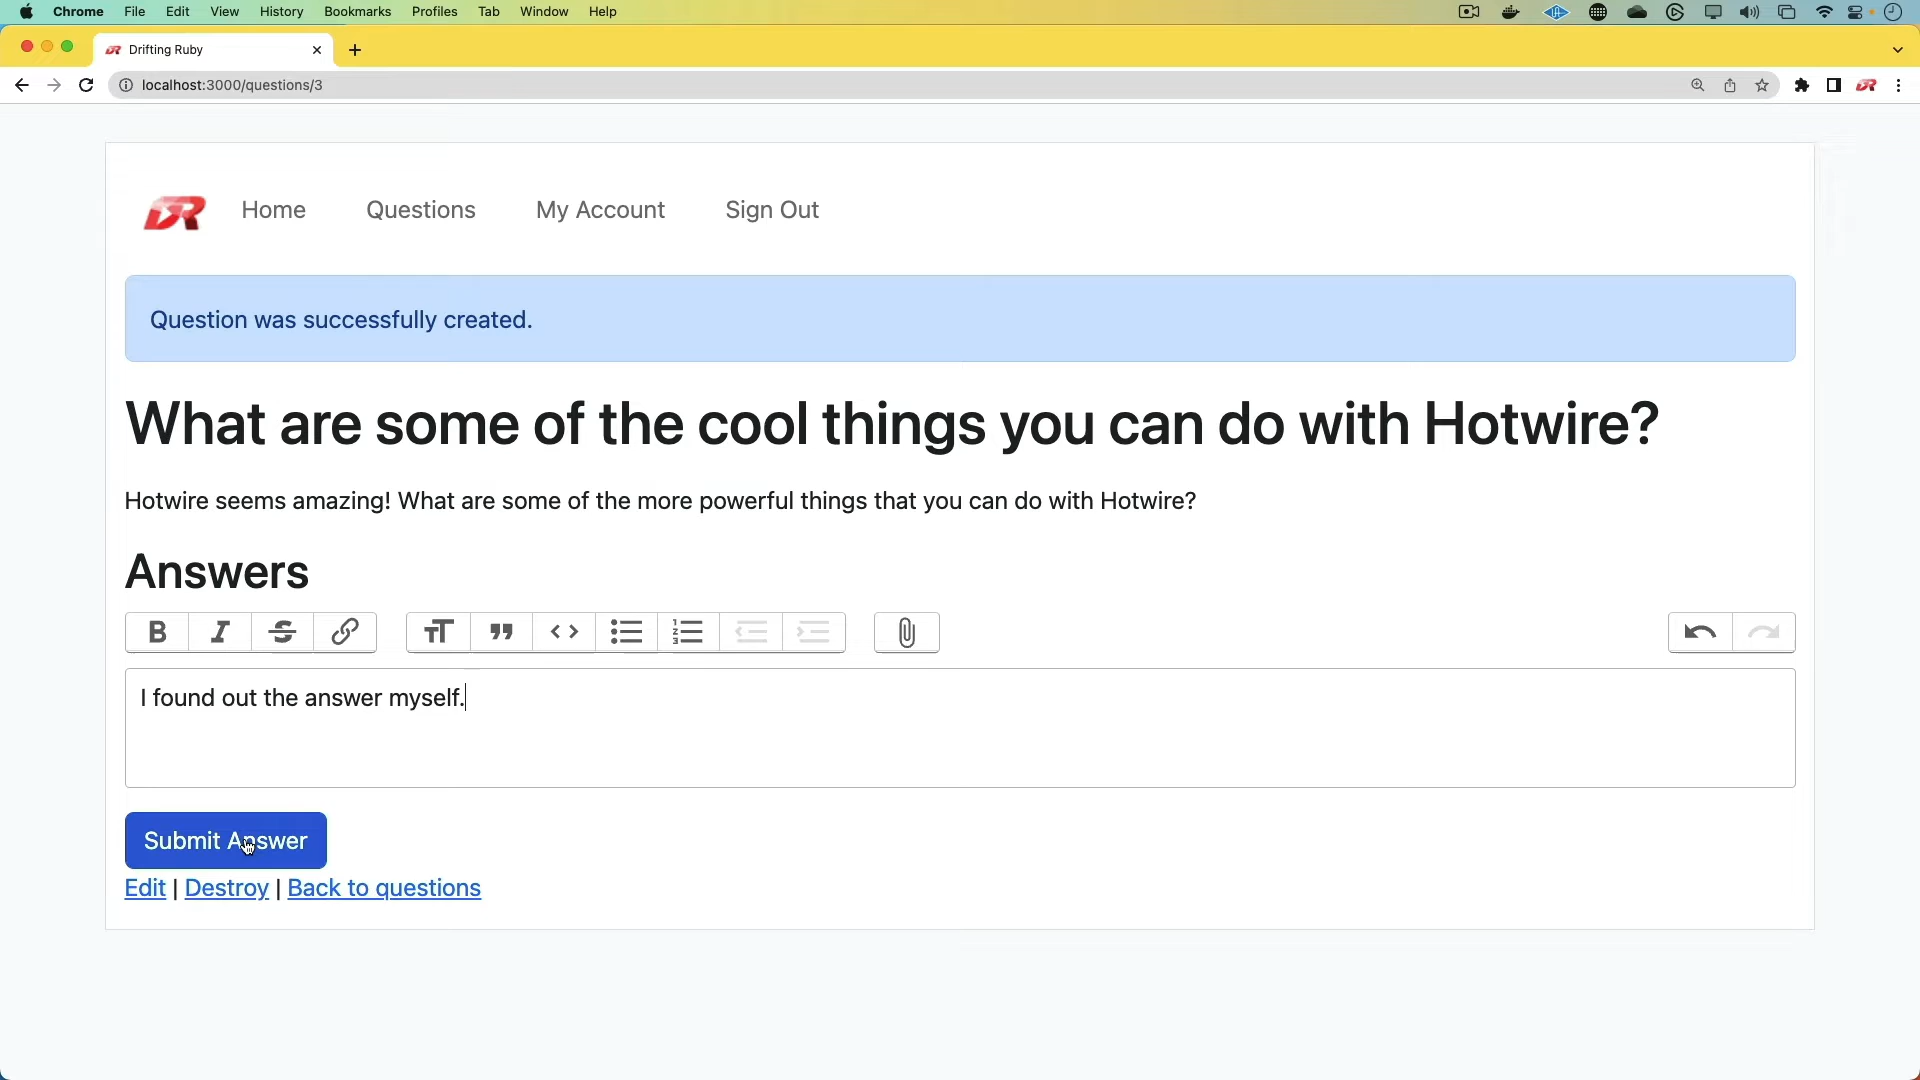 Chrome File Edit View History Bookmarks Profiles Tab Window Help
Drifting Ruby
localhost:3000/questions/3
DR Home Questions My Account Sign Out
Question was successfully created.
What are some of the cool things you can do with Hotwire?
Hotwire seems amazing! What are some of the more powerful things that you can do with Hotwire?
Answers
I found out the answer myself.
Submit Answer
Edit | Destroy | Back to questions